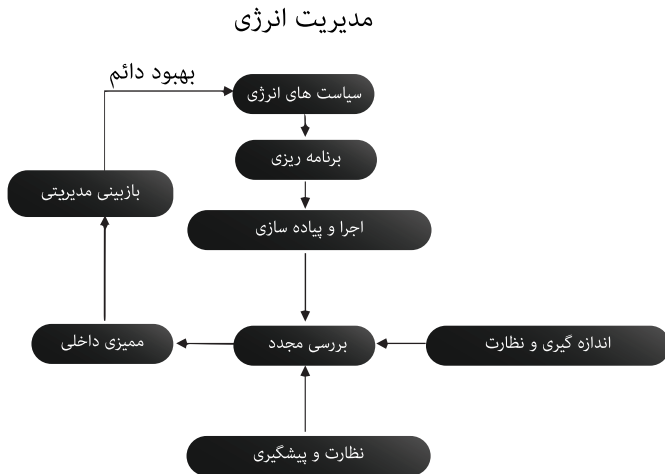 مدیریت انرژی
بهبود دائم
سیاست های انرژی
برنامه ریزی
بازبینی مدیریتی
اجرا و پیاده سازی
اندازه گیری و نظارت
بررسی مجدد
ممیزی داخلی
نظارت و پیشگیری